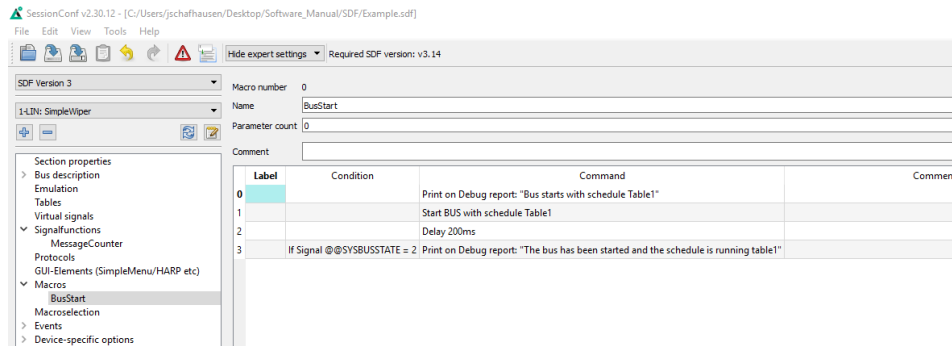 SessionConf v2.30.12 - [C:/Users/jschafhausen/Desktop/Software_Manual/SDF/Example.sdf]
File Edit View Tools Help
Hide expert settings Required SDF version: v3.14
SDF Version 3
1-LIN: SimpleWiper
Section properties
Bus description
Emulation
Tables
Virtual signals
Signalfunctions
MessageCounter
Protocols
GUI-Elements (SimpleMenu/HARP etc)
Macros
BusStart
Macroselection
Events
Device-specific options
Macro number 0
Name BusStart
Parameter count 0
Comment
Label Condition Command Commen
0 Print on Debug report: "Bus starts with schedule Table1"
1 Start BUS with schedule Table1
2 Delay 200ms
3 If Signal @@SYSBUSSTATE = 2 Print on Debug report: "The bus has been started and the schedule is running table1"